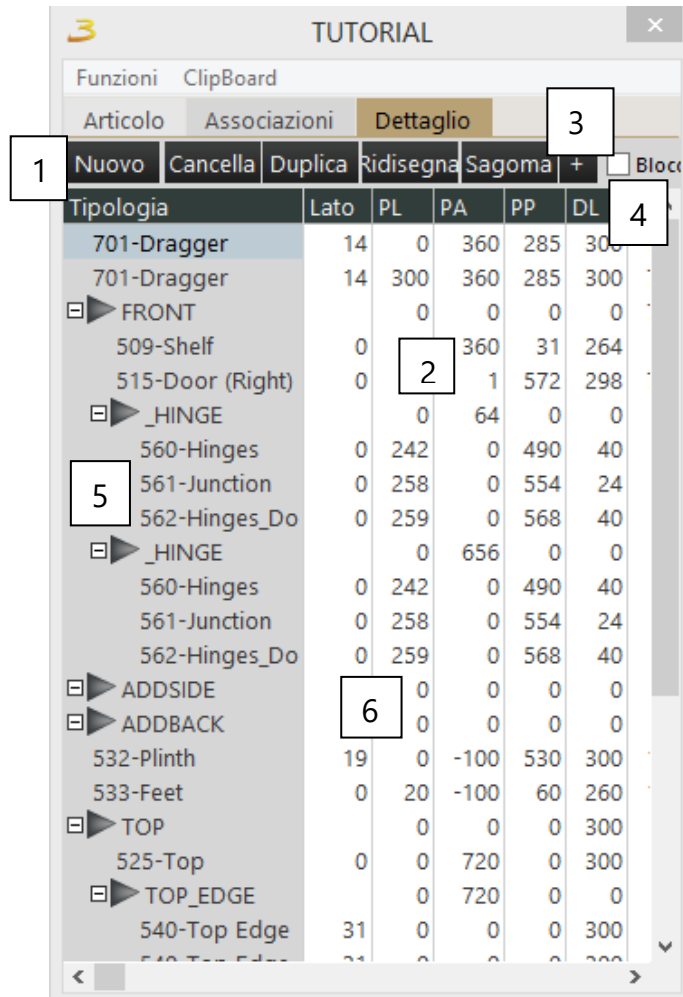 3 TUTORIAL ×
Funzioni ClipBoard
Articolo Associazioni Dettaglio
3
1
Nuovo Cancella Duplica Ridisegna Sagoma +
Tipologia Lato PL PA PP DL
4
701-Dragger 14 0 360 285 300
701-Dragger 14 300 360 285 300
FRONT 0 0 0 0
509-Shelf 0 360 31 264
2
515-Door (Right) 0 1 572 298
_HINGE 0 64 0 0
560-Hinges 0 242 0 490 40
5
561-Junction 0 258 0 554 24
562-Hinges_Do 0 259 0 568 40
_HINGE 0 656 0 0
560-Hinges 0 242 0 490 40
561-Junction 0 258 0 554 24
562-Hinges_Do 0 259 0 568 40
ADDSIDE 0 0 0 0
6
ADDBACK 0 0 0 0
532-Plinth 19 0 -100 530 300
533-Feet 0 20 -100 60 260
TOP 0 0 0 300
525-Top 0 0 720 0 300
TOP_EDGE 0 720 0 0
540-Top Edge 31 0 0 0 300